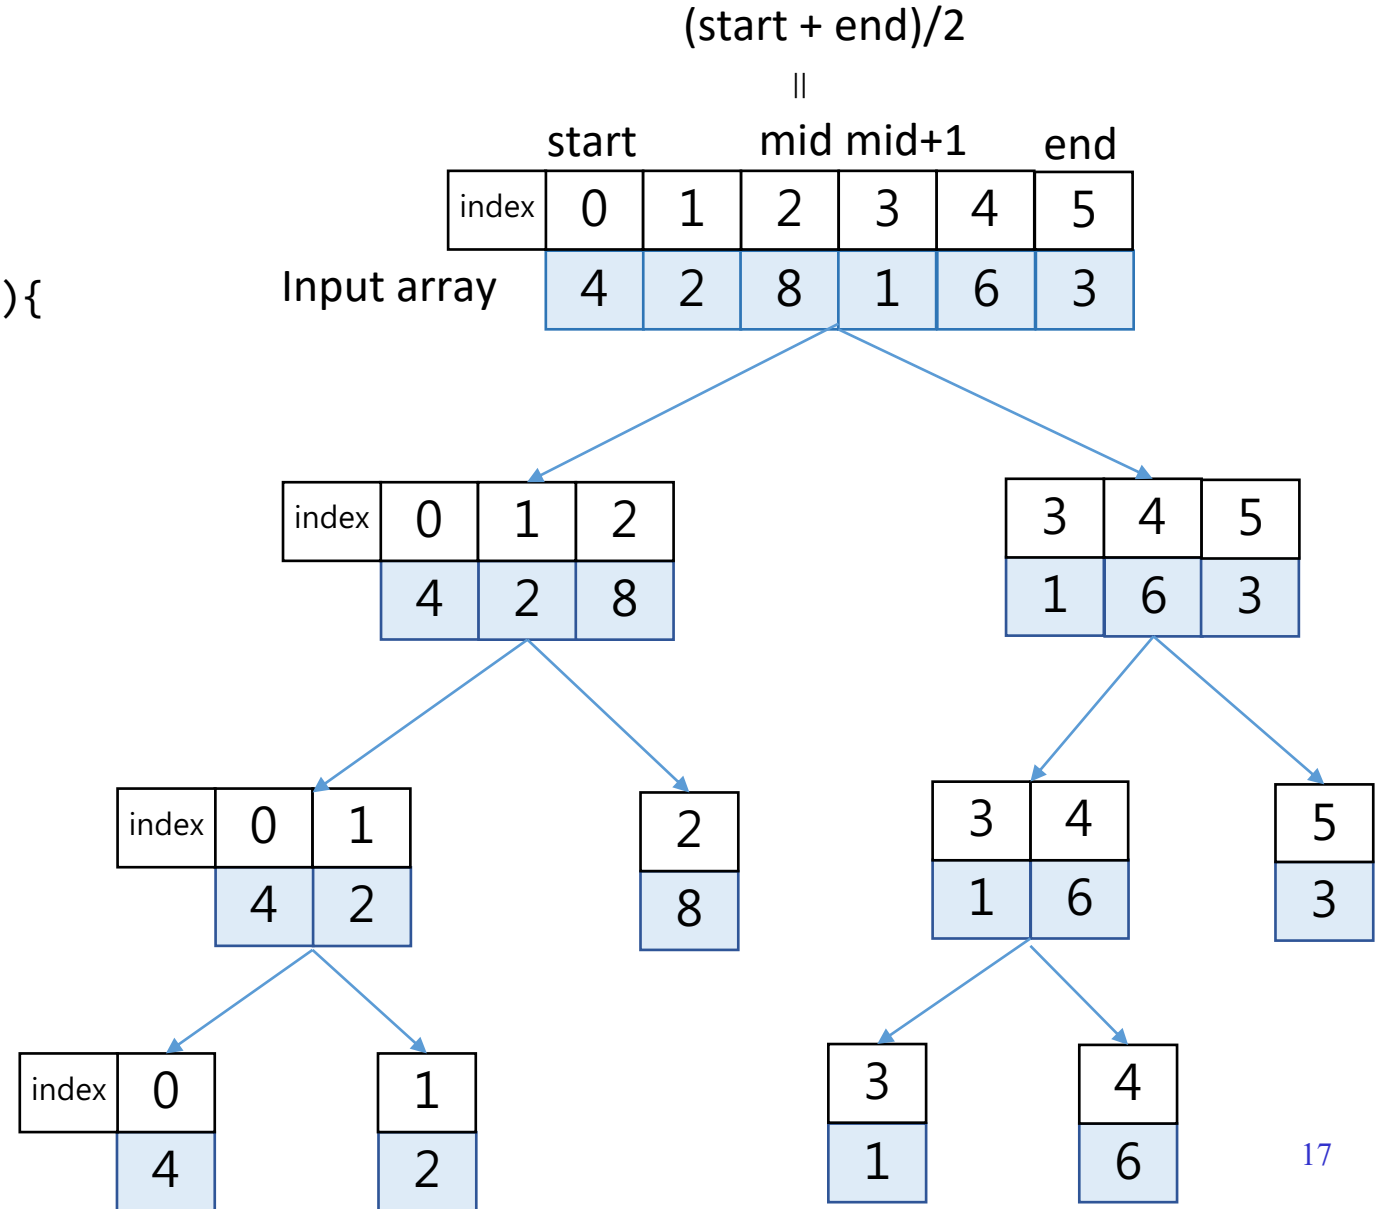 (start + end)/2
||
start mid mid+1 end
index 0 1 2 3 4 5
Input array 4 2 8 1 6 3
){
index 0 1 2 3 4 5
4 2 8 1 6 3
index 0 1 2 3 4 5
4 2 8 1 6 3
index 0 1 3 4
4 2 1 6
17